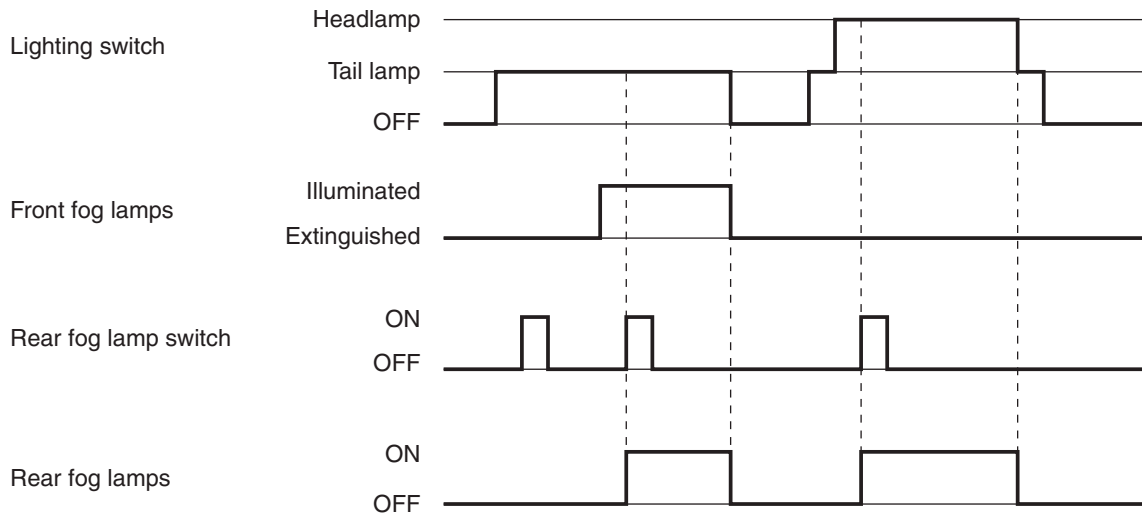 Lighting switch
Headlamp
Tail lamp
OFF
Front fog lamps
Illuminated
Extinguished
Rear fog lamp switch
ON
OFF
Rear fog lamps
ON
OFF